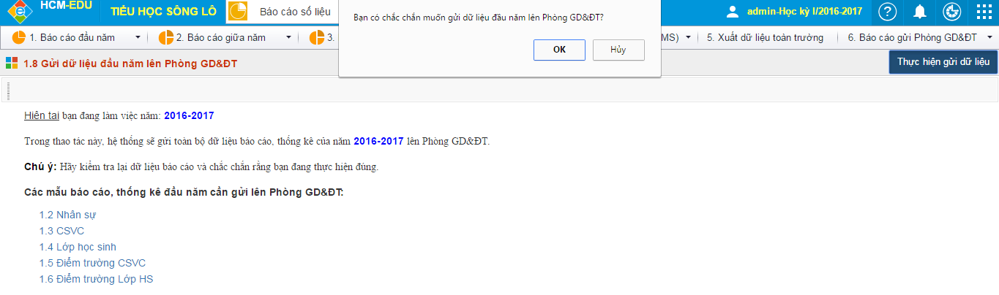 HCM-EDU
TIỂU HỌC SÔNG LÔ
Báo cáo số liệu
Bạn có chắc chắn muốn gửi dữ liệu đầu năm lên Phòng GD&ĐT?
OK
Hủy
admin-Học kỳ I/2016-2017
?
1. Báo cáo đầu năm
2. Báo cáo giữa năm
3.
MS)
5. Xuất dữ liệu toàn trường
6. Báo cáo gửi Phòng GD&ĐT
1.8 Gửi dữ liệu đầu năm lên Phòng GD&ĐT
Thực hiện gửi dữ liệu
Hiện tại bạn đang làm việc năm: 2016-2017
Trong thao tác này, hệ thống sẽ gửi toàn bộ dữ liệu báo cáo, thống kê của năm 2016-2017 lên Phòng GD&ĐT.
Chú ý: Hãy kiểm tra lại dữ liệu báo cáo và chắc chắn rằng bạn đang thực hiện đúng.
Các mẫu báo cáo, thống kê đầu năm cần gửi lên Phòng GD&ĐT:
1.2 Nhân sự
1.3 CSVC
1.4 Lớp học sinh
1.5 Điểm trường CSVC
1.6 Điểm trường Lớp HS